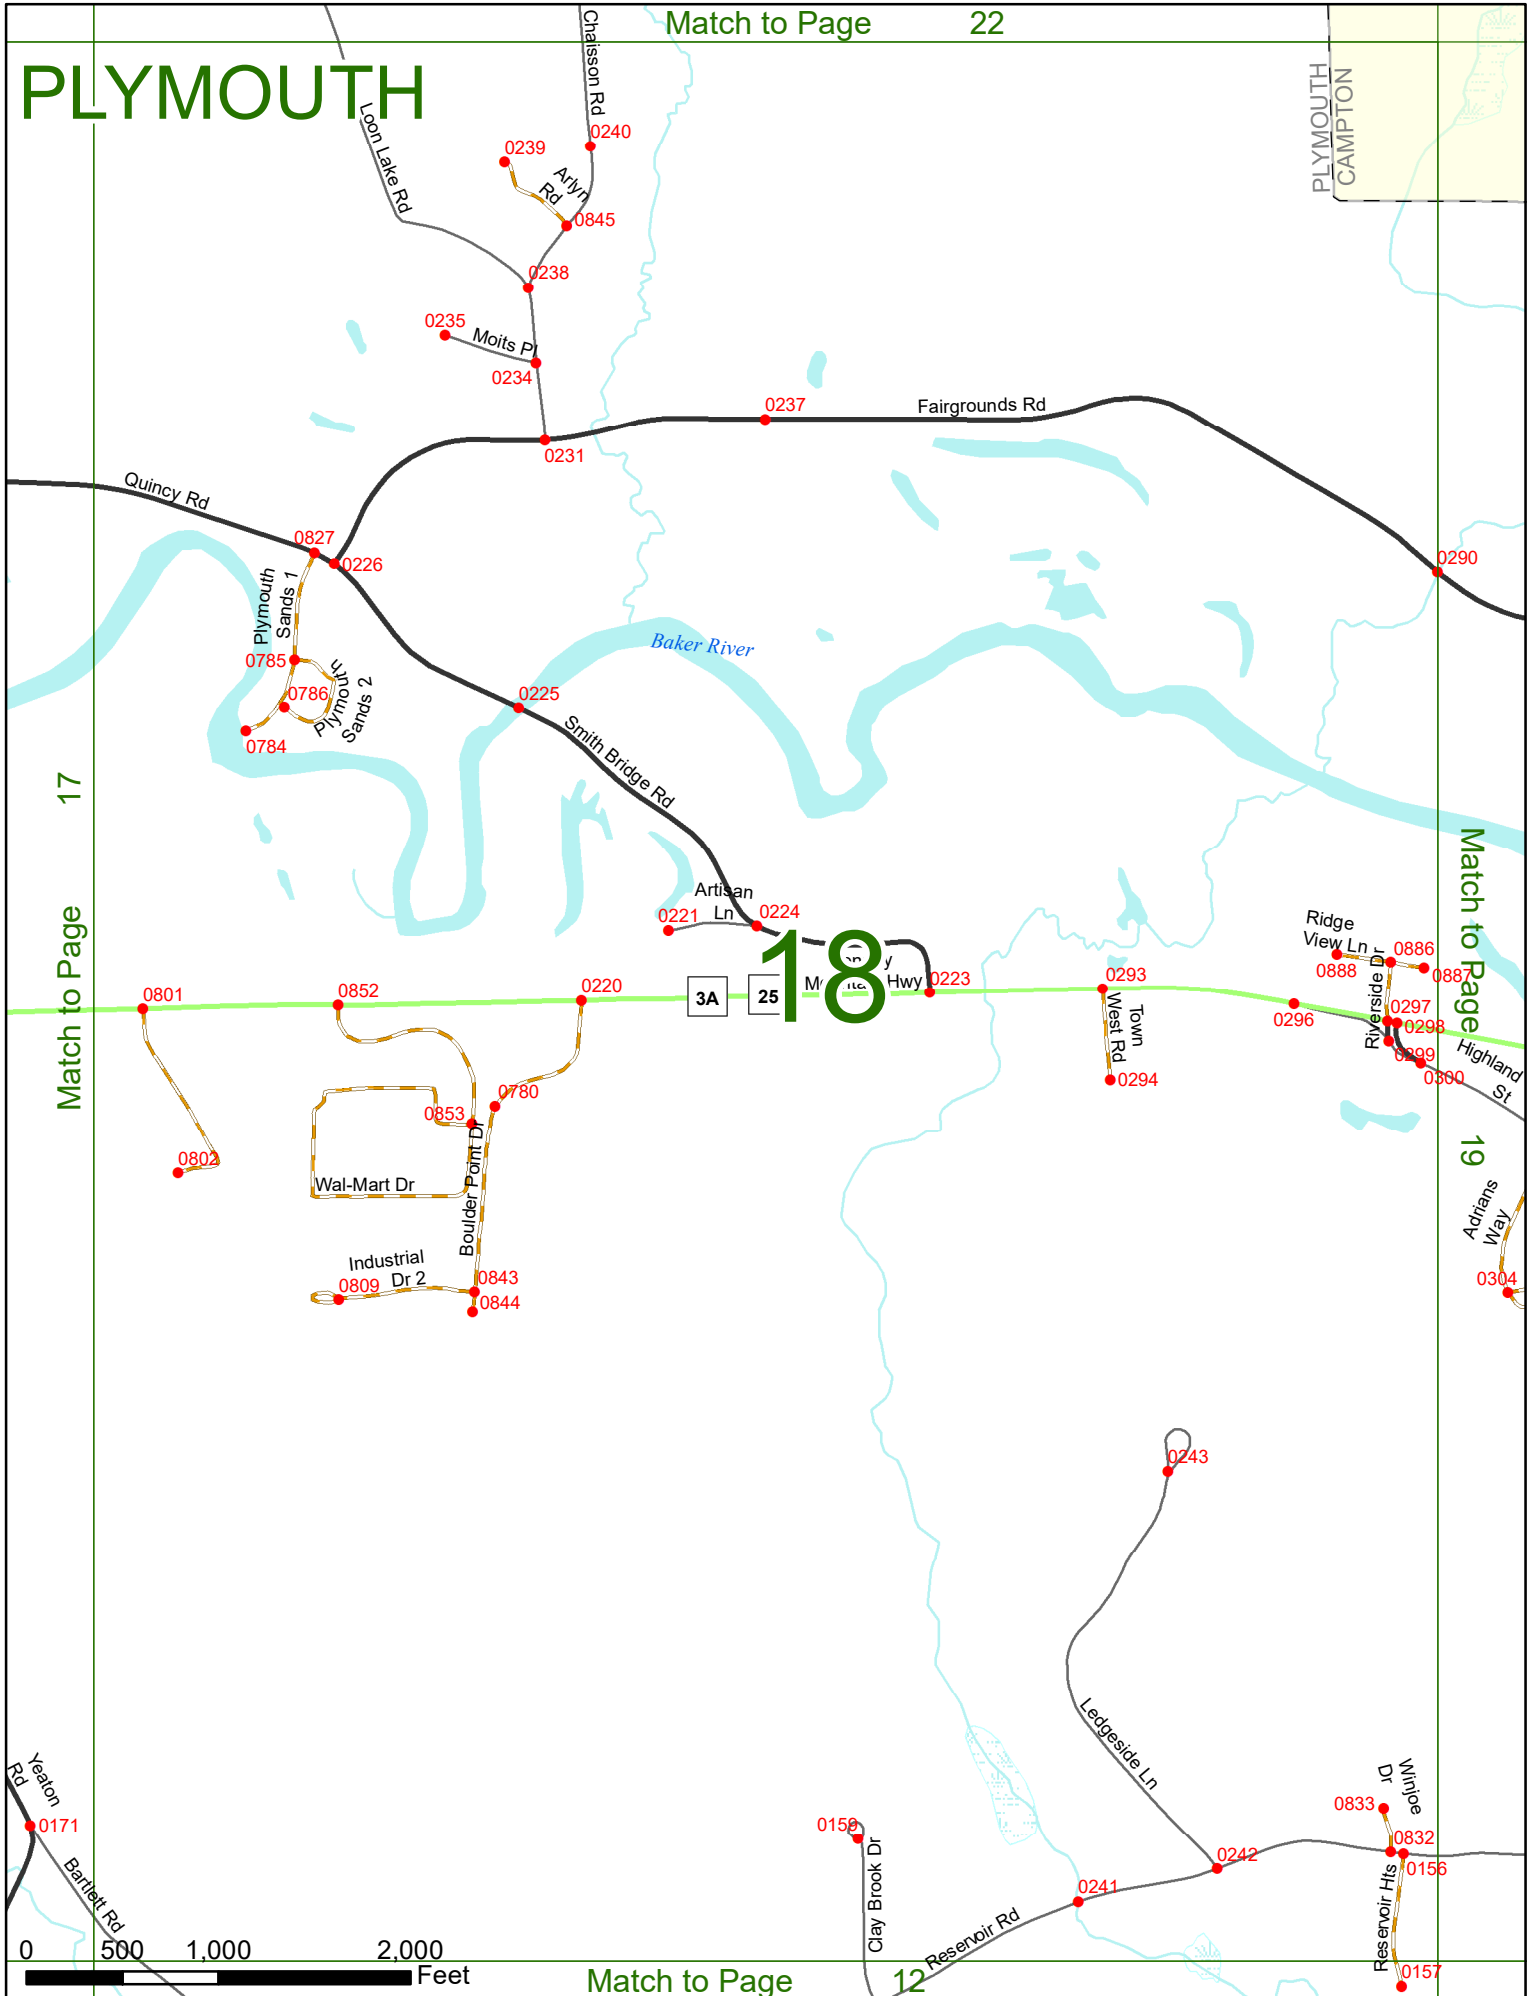 Match to Page 22
PLYMOUTH
PLYMOUTH
CAMPTON
Chaisson Rd
Loon Lake Rd
0240
0239
Arlyn
Rd
0845
0238
0235
Moits Pl
0234
0237
Fairgrounds Rd
0231
Quincy Rd
0827
0226
0290
Plymouth
Sands 1
Baker River
0785
0786
Plymouth
Sands 2
0784
0225
Smith Bridge Rd
17
Match to Page
Match to Page
19
Artisan
Ln
0221
0224
18
Ridge
View Ln
0886
0888
0887
Riverside Dr
0801
0852
0220
3A
25
Hwy
0223
0293
Town
West Rd
0294
0296
0297
0298
0299
0300
Highland
St
0780
0853
0802
Wal-Mart Dr
Boulder Point Dr
Industrial
Dr 2
0809
0843
0844
Adrians
Way
0304
0243
Ledgeside Ln
Yeaton
Rd
0171
Bartlett Rd
0159
Clay Brook Dr
Reservoir Rd
0241
0242
Winjoe
Dr
0833
0832
0156
Reservoir Hts
0157
0 500 1,000 2,000
Feet
Match to Page 12